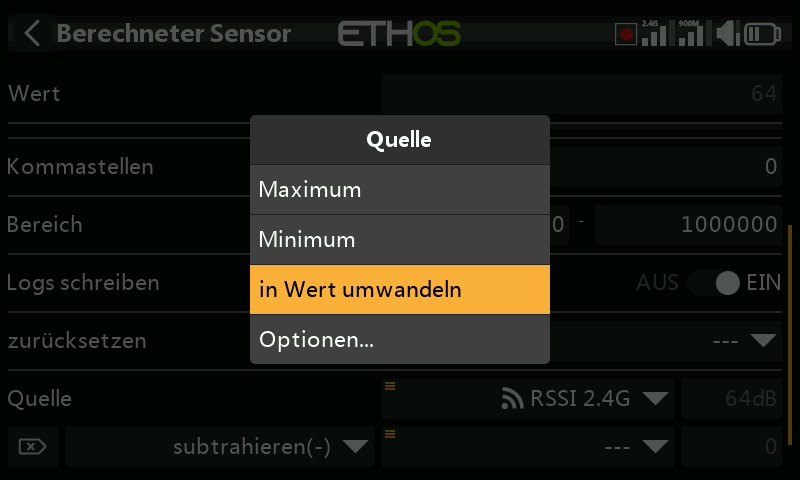 Berechneter Sensor
ETHOS
2.4G
900M
Wert
64
Quelle
Kommastellen
0
Maximum
Bereich
0 - 1000000
Minimum
Logs schreiben
AUS EIN
in Wert umwandeln
zurücksetzen
---
Optionen...
Quelle
RSSI 2.4G
64dB
subtrahieren(-)
---
0